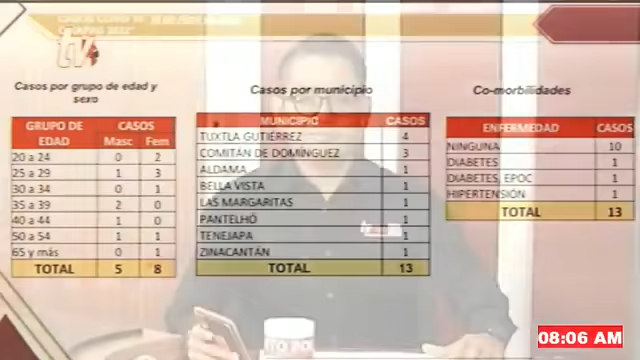 tv
Casos por grupo de edad y
sexo
GRUPO DE EDAD CASOS
Masc Fem
20 a 24 0 2
25 a 29 1 3
30 a 34 0 1
35 a 39 2 0
40 a 44 1 0
50 a 54 1 1
65 y más 0 1
TOTAL 5 8
Casos por municipio
MUNICIPIO CASOS
TUXTLA GUTIÉRREZ 4
COMITÁN DE DOMÍNGUEZ 3
ALDAMA 1
BELLA VISTA 1
LAS MARGARITAS 1
PANTELHÓ 1
TENEJAPA 1
ZINACANTÁN 1
TOTAL 13
Co-morbilidades
ENFERMEDAD CASOS
NINGUNA 10
DIABETES 1
DIABETES, EPOC 1
HIPERTENSIÓN 1
TOTAL 13
08:06 AM